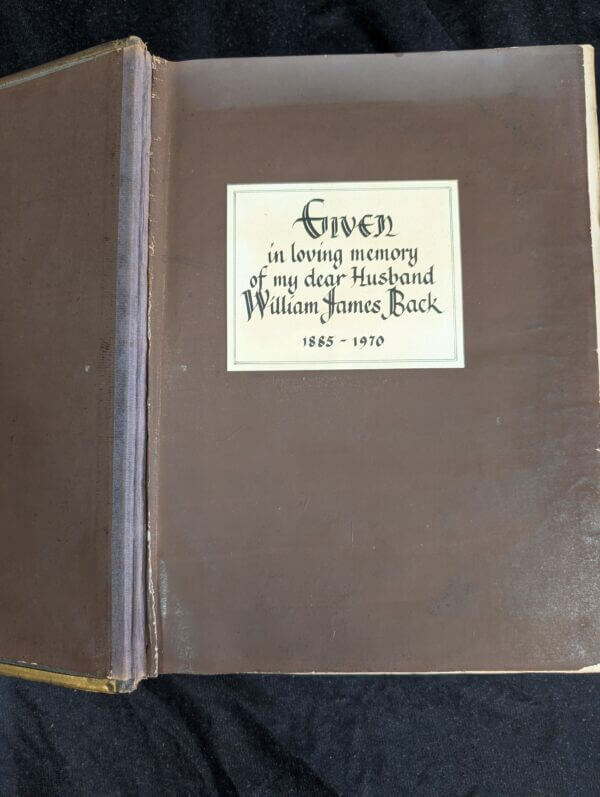 Given
in loving memory
of my dear Husband
William James Back
1885 - 1970